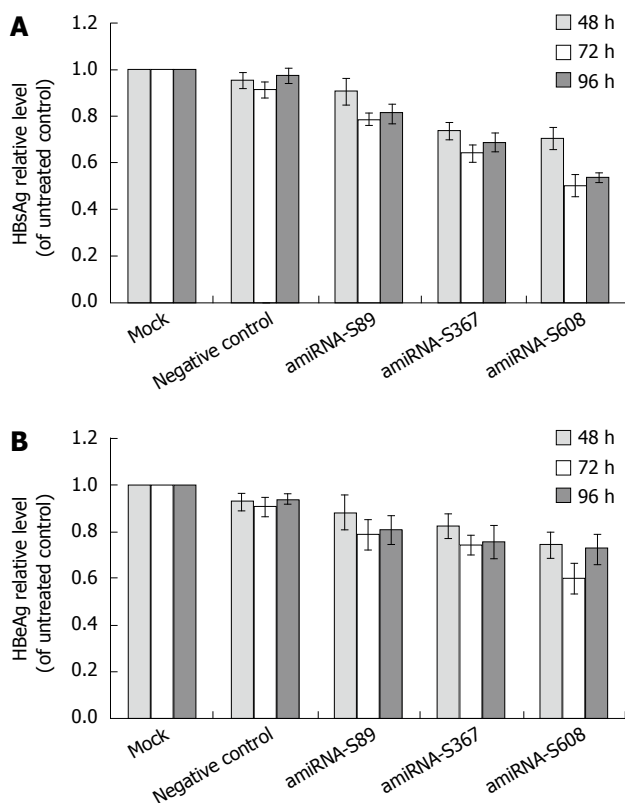 A
HBsAg relative level
(of untreated control)
1.2
1.0
0.8
0.6
0.4
0.2
0.0
48 h
72 h
96 h
Mock
Negative control
amiRNA-S89
amiRNA-S367
amiRNA-S608
B
HBeAg relative level
(of untreated control)
1.2
1.0
0.8
0.6
0.4
0.2
0.0
48 h
72 h
96 h
Mock
Negative control
amiRNA-S89
amiRNA-S367
amiRNA-S608